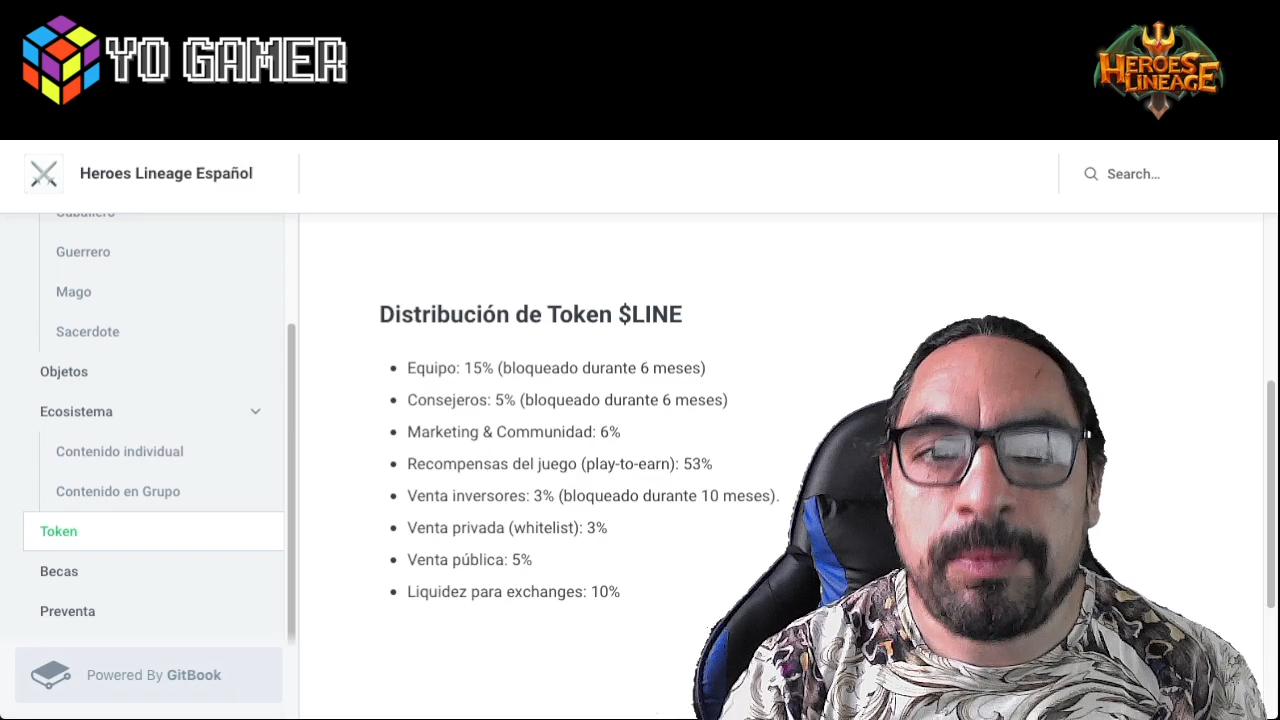 YO GAMER
HEROES
LINEAGE
Heroes Lineage Español
Search...
Caballero
Guerrero
Mago
Sacerdote
Objetos
Ecosistema
Contenido individual
Contenido en Grupo
Token
Becas
Preventa
Powered By GitBook
Distribución de Token $LINE
Equipo: 15% (bloqueado durante 6 meses)
Consejeros: 5% (bloqueado durante 6 meses)
Marketing & Communidad: 6%
Recompensas del juego (play-to-earn): 53%
Venta inversores: 3% (bloqueado durante 10 meses).
Venta privada (whitelist): 3%
Venta pública: 5%
Liquidez para exchanges: 10%